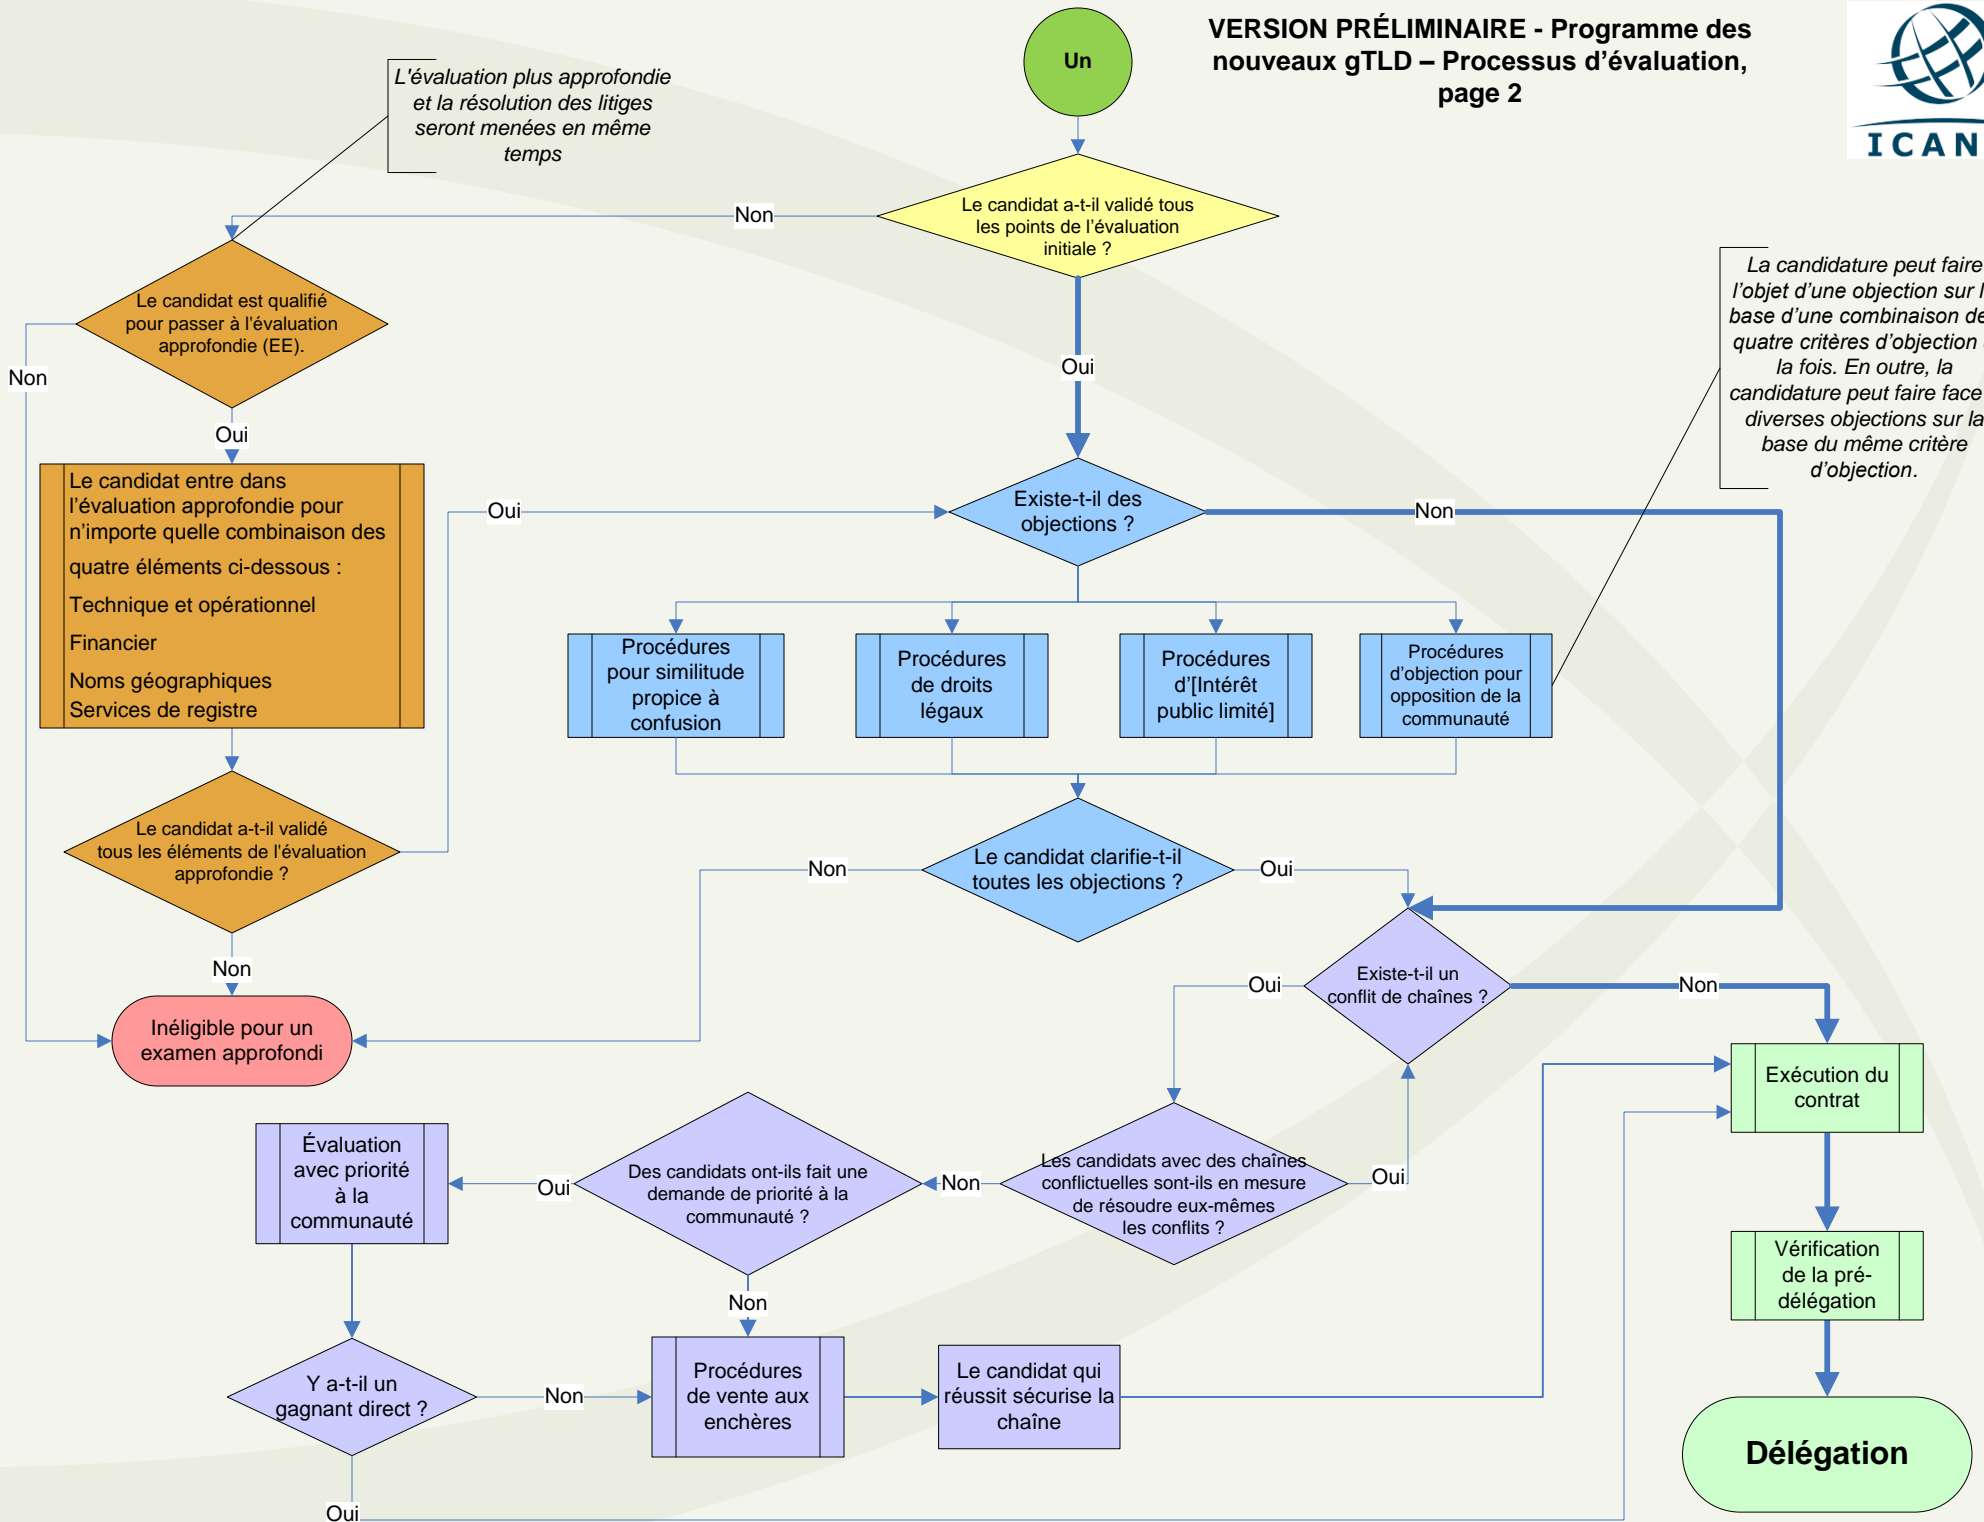 Un
VERSION PRÉLIMINAIRE - Programme des
nouveaux gTLD – Processus d’évaluation,
page 2
ICAN
L'évaluation plus approfondie
et la résolution des litiges
seront menées en même
temps
Non
Le candidat a-t-il validé tous
les points de l’évaluation
initiale ?
La candidature peut faire
l’objet d’une objection sur
base d’une combinaison
quatre critères d’objection
la fois. En outre, la
candidature peut faire face
diverses objections sur la
base du même critère
d’objection.
Le candidat est qualifié
pour passer à l'évaluation
approfondie (EE).
Non
Oui
Oui
Le candidat entre dans
l’évaluation approfondie pour
n’importe quelle combinaison des
quatre éléments ci-dessous :
Technique et opérationnel
Financier
Noms géographiques
Services de registre
Oui
Existe-t-il des
objections ?
Non
Procédures
pour similitude
propice à
confusion
Procédures
de droits
légaux
Procédures
d’[Intérêt
public limité]
Procédures
d’objection pour
opposition de la
communauté
Le candidat a-t-il validé
tous les éléments de l'évaluation
approfondie ?
Non
Le candidat clarifie-t-il
toutes les objections ?
Oui
Non
Inéligible pour un
examen approfondi
Oui
Existe-t-il un
conflit de chaînes ?
Non
Exécution du
contrat
Évaluation
avec priorité
à la
communauté
Oui
Des candidats ont-ils fait une
demande de priorité à la
communauté ?
Non
Les candidats avec des chaînes
conflictuelles sont-ils en mesure
de résoudre eux-mêmes
les conflits ?
Oui
Vérification
de la pré-
délégation
Non
Y a-t-il un
gagnant direct ?
Non
Procédures
de vente aux
enchères
Le candidat qui
réussit sécurise la
chaîne
Délégation
Oui